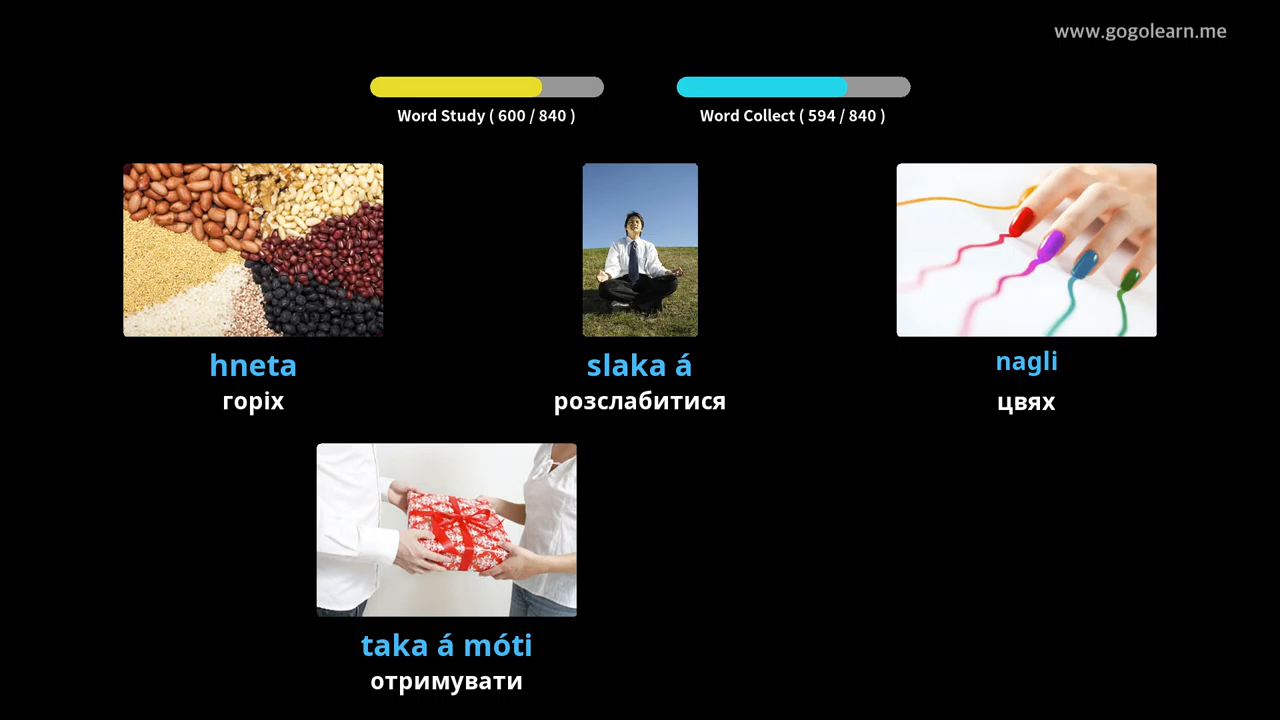 www.gogolearn.me
Word Study ( 600 / 840 )
Word Collect ( 594 / 840 )
hneta
горіх
slaka á
розслабитися
nagli
цвях
taka á móti
отримувати